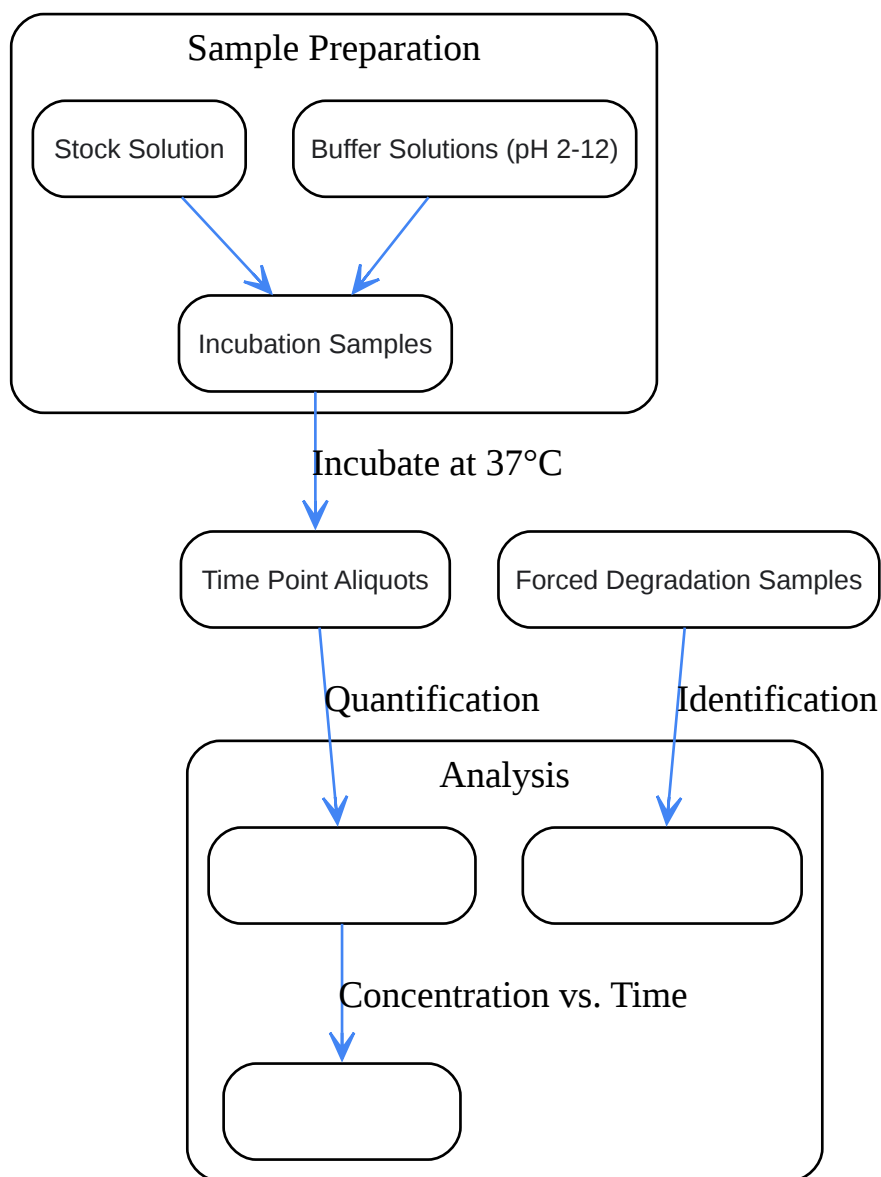 Sample Preparation
Stock Solution
Buffer Solutions (pH 2-12)
Incubation Samples
Incubate at 37°C
Time Point Aliquots
Forced Degradation Samples
Quantification
Identification
Analysis
Concentration vs. Time